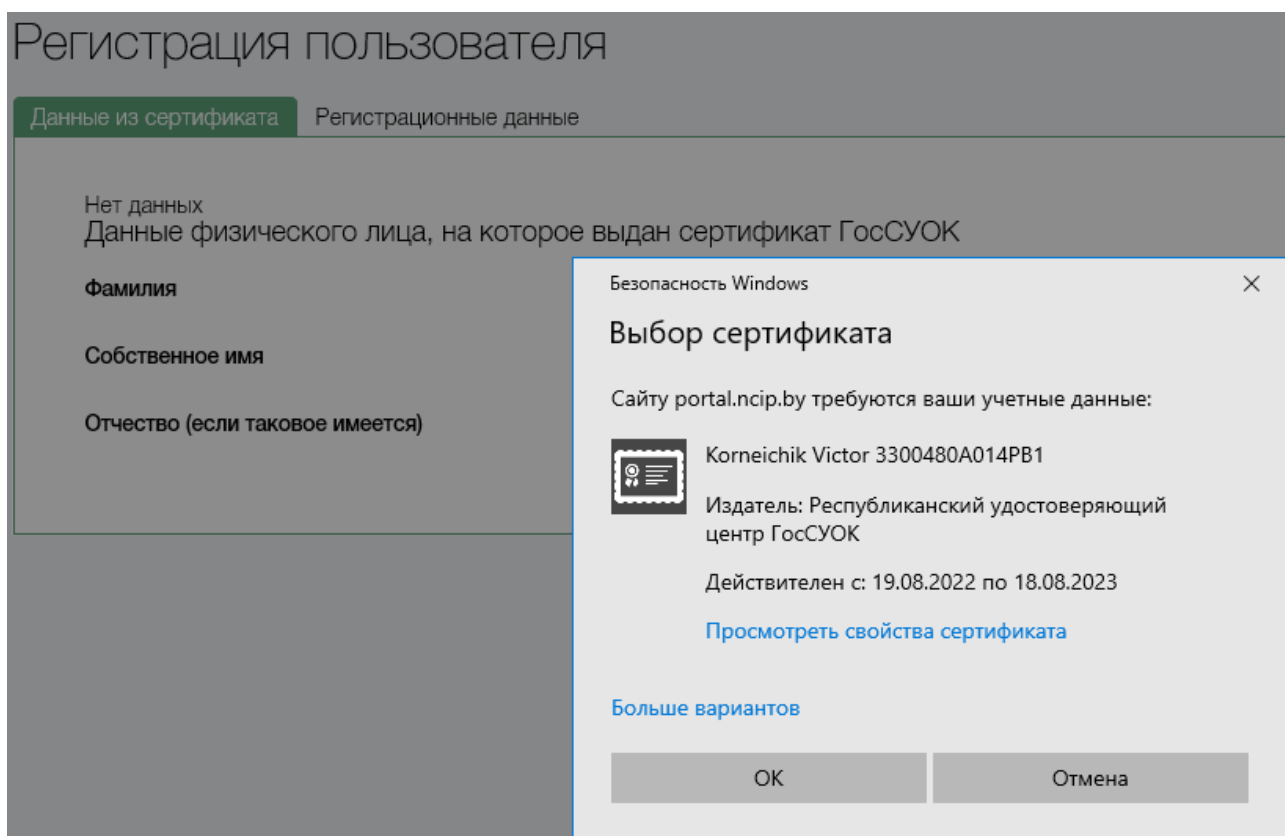 Регистрация пользователя
Данные из сертификата
Регистрационные данные
Нет данных
Данные физического лица, на которое выдан сертификат ГосСУОК
Фамилия
Собственное имя
Отчество (если таковое имеется)
Безопасность Windows
Выбор сертификата
Сайту portal.ncip.by требуются ваши учетные данные:
Korneichik Victor 3300480A014PB1
Издатель: Республиканский удостоверяющий
центр ГосСУОК
Действителен с: 19.08.2022 по 18.08.2023
Просмотреть свойства сертификата
Больше вариантов
ОК
Отмена